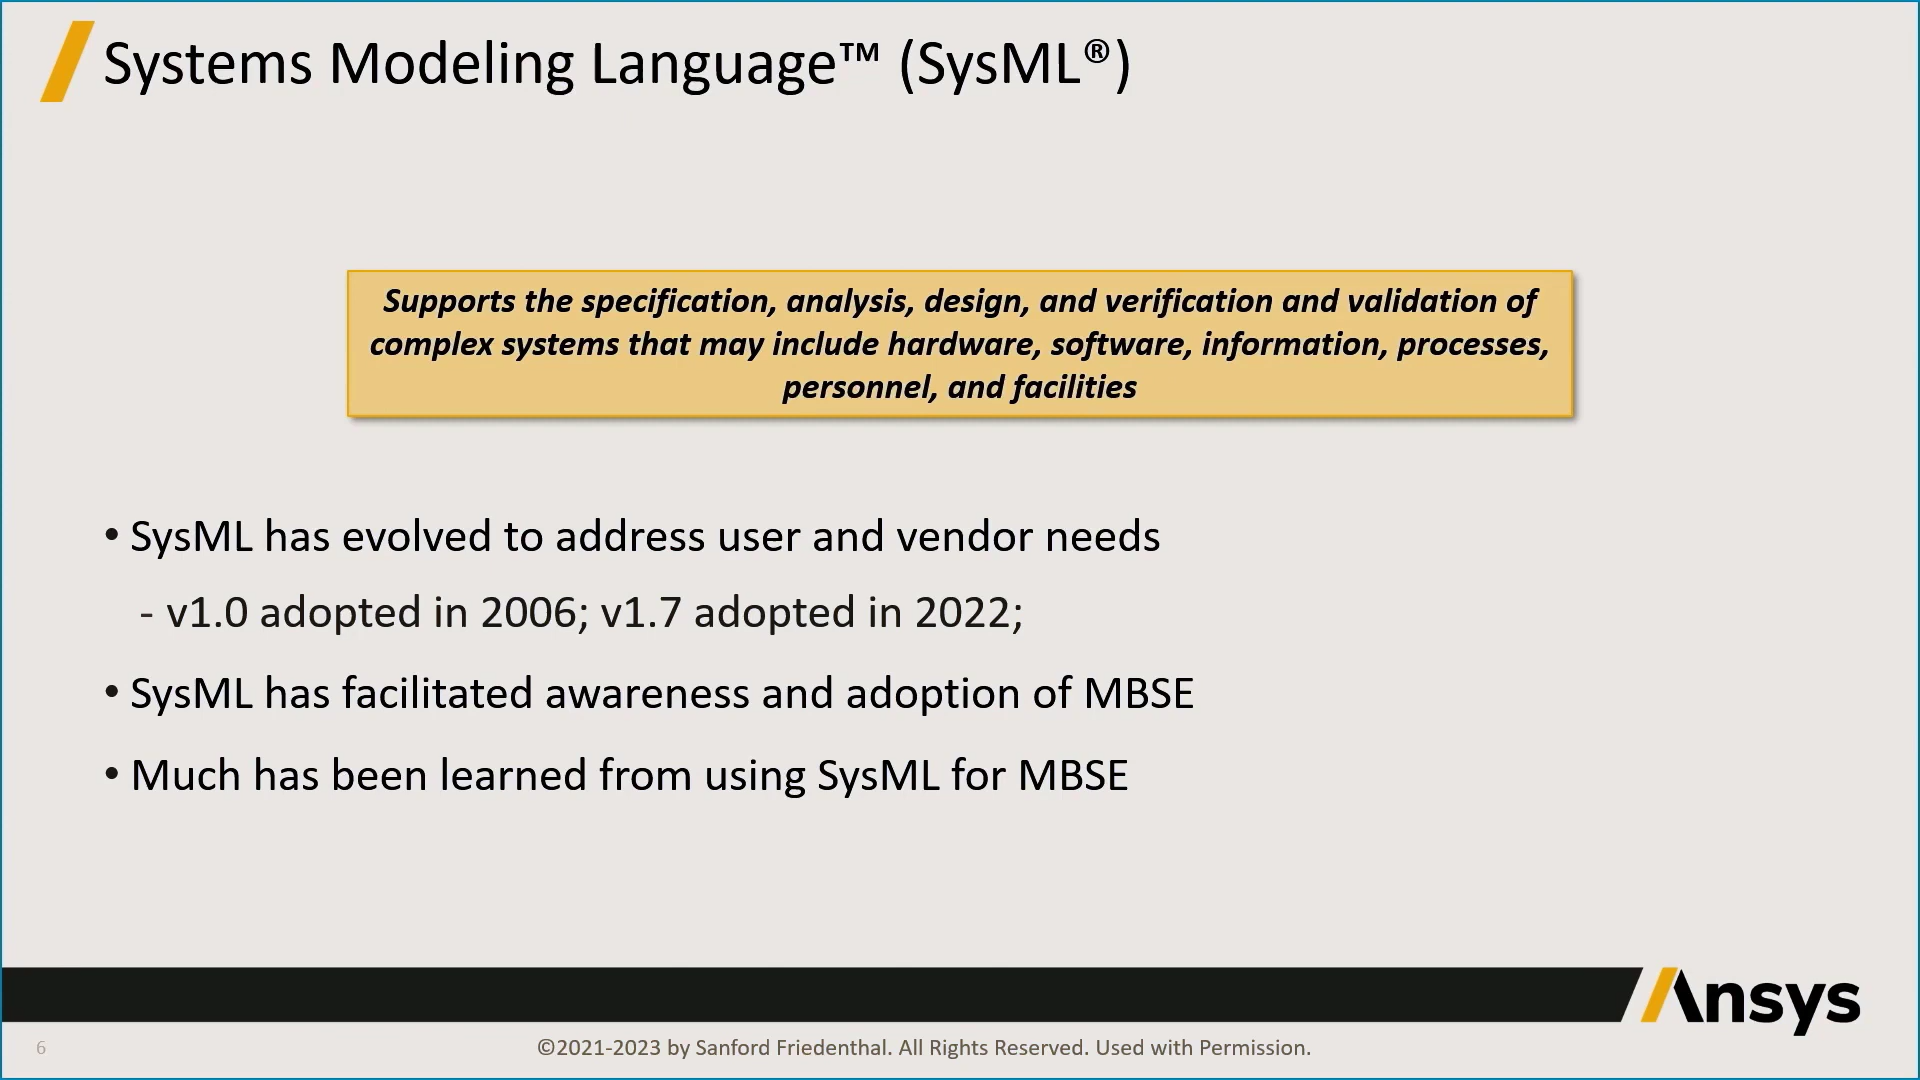 Systems Modeling Language™ (SysML®)
Supports the specification, analysis, design, and verification and validation of
complex systems that may include hardware, software, information, processes,
personnel, and facilities
• SysML has evolved to address user and vendor needs
- v1.0 adopted in 2006; v1.7 adopted in 2022;
• SysML has facilitated awareness and adoption of MBSE
• Much has been learned from using SysML for MBSE
Ansys
6
©2021-2023 by Sanford Friedenthal. All Rights Reserved. Used with Permission.